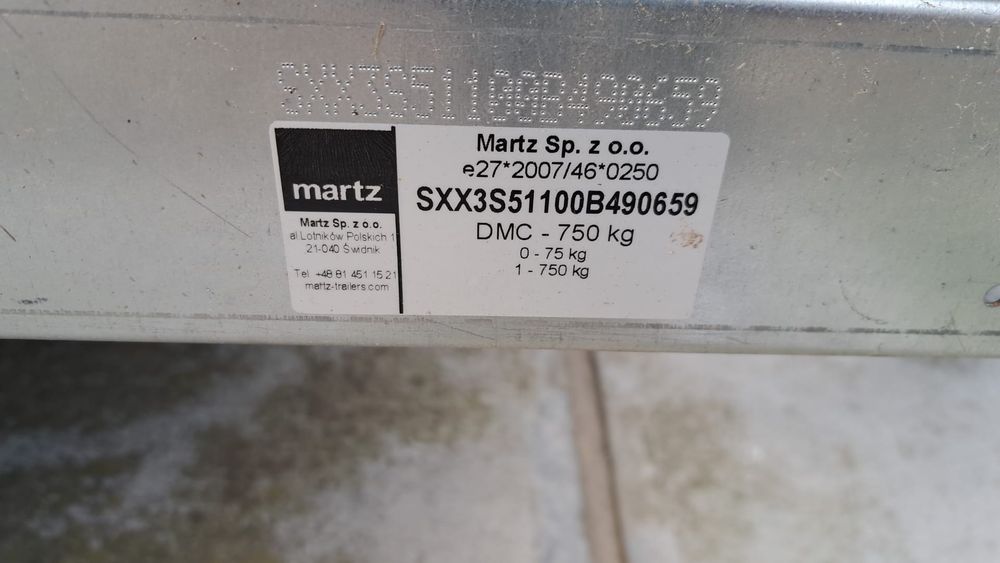 SXX3S51100B490659
martz
Martz Sp. z o.o.
al.Lotników Polskich 1
21-040 Świdnik
Tel. +48 81 451 15 21
martz-trailers.com
Martz Sp. z o.o.
e27*2007/46*0250
SXX3S51100B490659
DMC - 750 kg
0 - 75 kg
1 - 750 kg